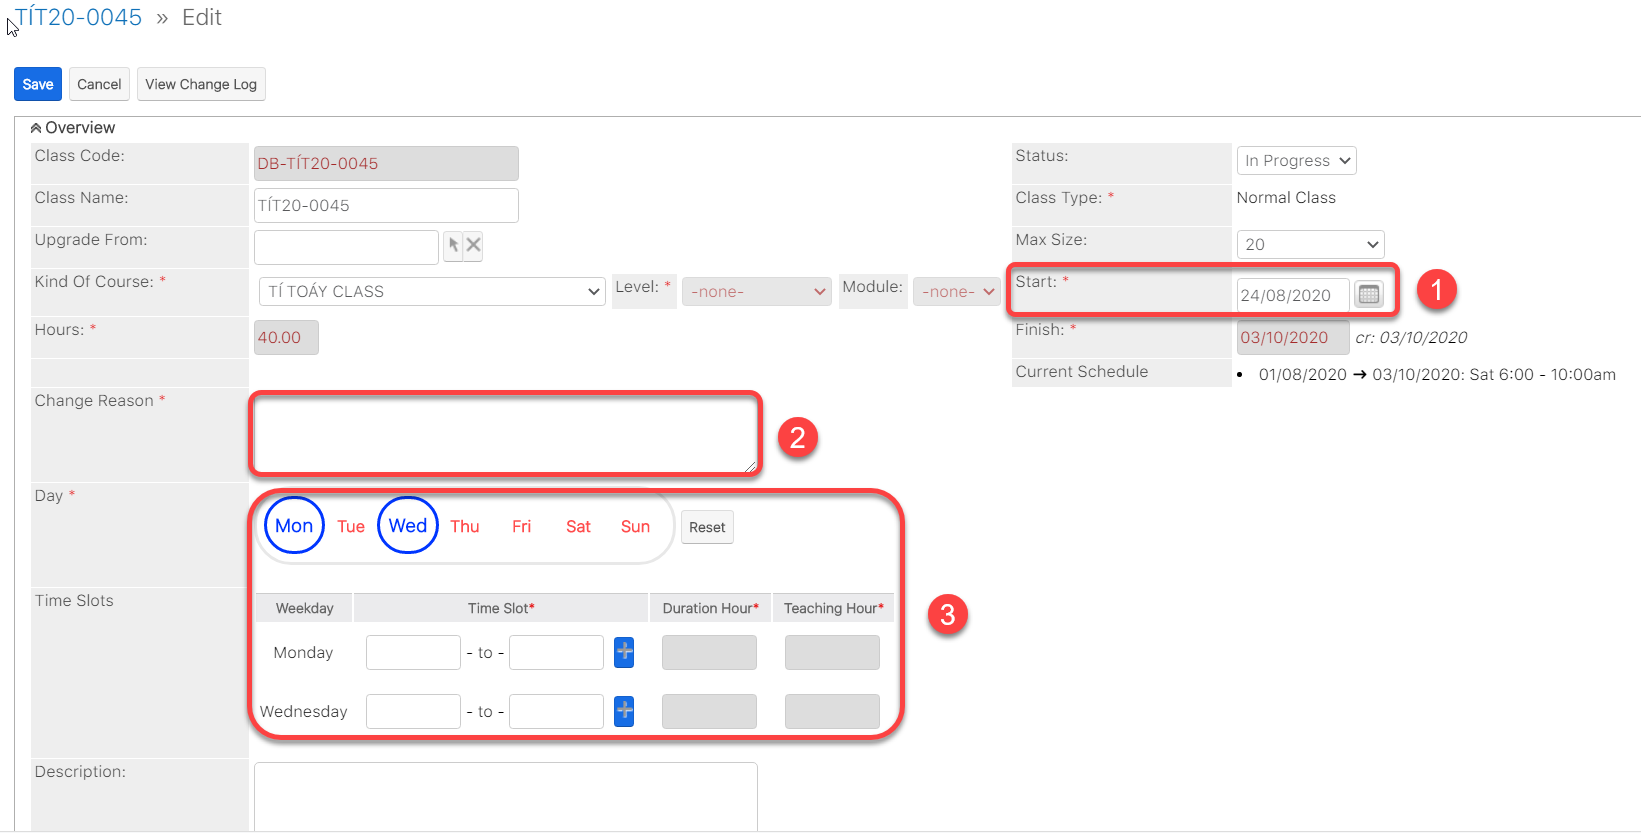 TÍT20-0045 » Edit
Save Cancel View Change Log
Overview
Class Code: DB-TÍT20-0045 Status: In Progress
Class Name: TÍT20-0045 Class Type: * Normal Class
Upgrade From: Max Size: 20
Kind Of Course: * TÍ TOÁY CLASS Level: * -none- Module: -none- Start: * 24/08/2020 1
Hours: * 40.00 Finish: * 03/10/2020 cr: 03/10/2020
Current Schedule • 01/08/2020 → 03/10/2020: Sat 6:00 - 10:00am
Change Reason *
2
Day * Mon Tue Wed Thu Fri Sat Sun Reset
Time Slots
Weekday Time Slot* Duration Hour* Teaching Hour* 3
Monday - to - +
Wednesday - to - +
Description: